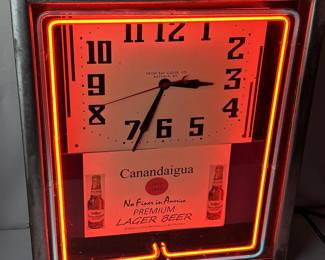 11 12 1
10 2
9 3
8 4
7 6 5
Canandaigua
No Finer in America
PREMIUM
LAGER BEER